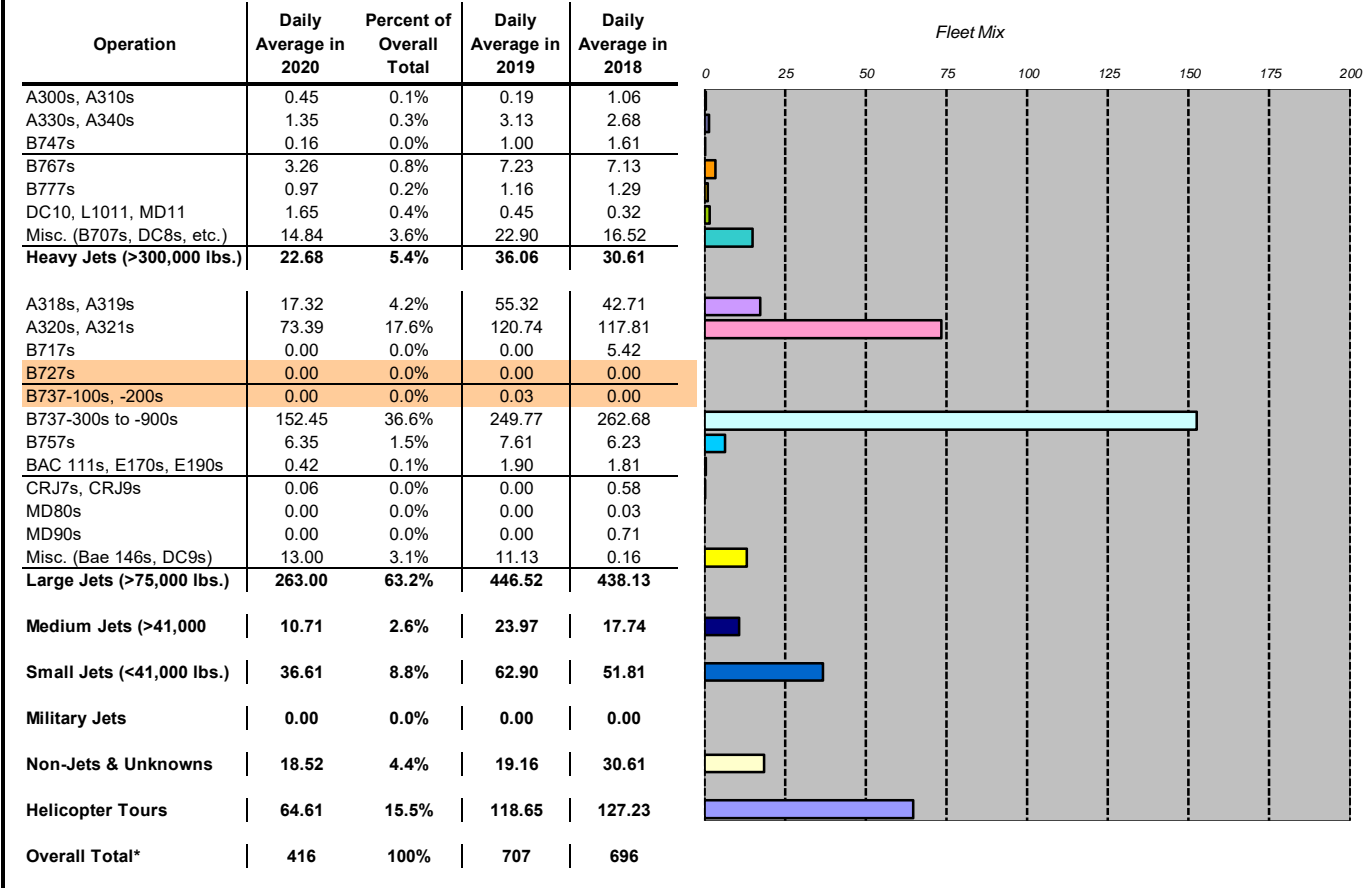 Operation Daily Average in 2020 Percent of Overall Total Daily Average in 2019 Daily Average in 2018
A300s, A310s 0.45 0.1% 0.19 1.06
A330s, A340s 1.35 0.3% 3.13 2.68
B747s 0.16 0.0% 1.00 1.61
B767s 3.26 0.8% 7.23 7.13
B777s 0.97 0.2% 1.16 1.29
DC10, L1011, MD11 1.65 0.4% 0.45 0.32
Misc. (B707s, DC8s, etc.) 14.84 3.6% 22.90 16.52
Heavy Jets (>300,000 lbs.) 22.68 5.4% 36.06 30.61
A318s, A319s 17.32 4.2% 55.32 42.71
A320s, A321s 73.39 17.6% 120.74 117.81
B717s 0.00 0.0% 0.00 5.42
B727s 0.00 0.0% 0.00 0.00
B737-100s, -200s 0.00 0.0% 0.03 0.00
B737-300s to -900s 152.45 36.6% 249.77 262.68
B757s 6.35 1.5% 7.61 6.23
BAC 111s, E170s, E190s 0.42 0.1% 1.90 1.81
CRJ7s, CRJ9s 0.06 0.0% 0.00 0.58
MD80s 0.00 0.0% 0.00 0.03
MD90s 0.00 0.0% 0.00 0.71
Misc. (Bae 146s, DC9s) 13.00 3.1% 11.13 0.16
Large Jets (>75,000 lbs.) 263.00 63.2% 446.52 438.13
Medium Jets (>41,000 10.71 2.6% 23.97 17.74
Small Jets (<41,000 lbs.) 36.61 8.8% 62.90 51.81
Military Jets 0.00 0.0% 0.00 0.00
Non-Jets & Unknowns 18.52 4.4% 19.16 30.61
Helicopter Tours 64.61 15.5% 118.65 127.23
Overall Total* 416 100% 707 696
Fleet Mix
0 25 50 75 100 125 150 175 200